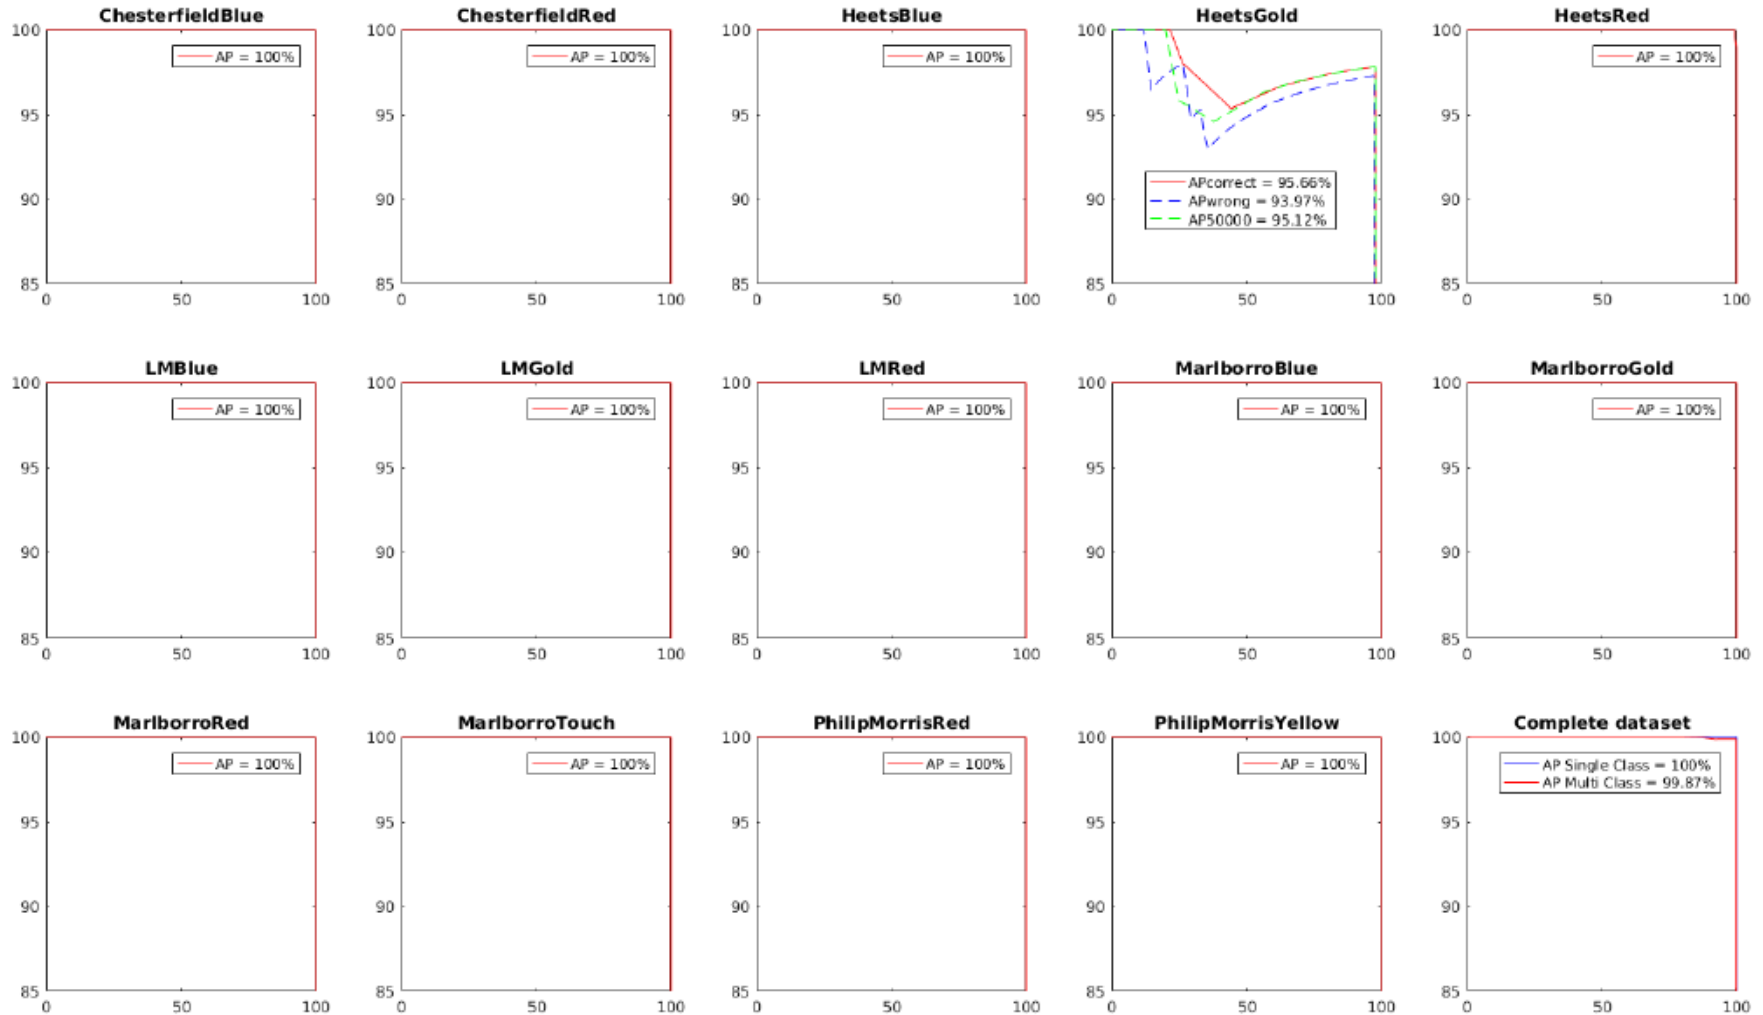 ChesterfieldBlue
100
95
90
85
0 50 100
AP = 100%
ChesterfieldRed
100
95
90
85
0 50 100
AP = 100%
HeetsBlue
100
95
90
85
0 50 100
AP = 100%
HeetsGold
100
95
90
85
0 50 100
APcorrect = 95.66%
APwrong = 93.97%
AP50000 = 95.12%
HeetsRed
100
95
90
85
0 50 100
AP = 100%
LMBlue
100
95
90
85
0 50 100
AP = 100%
LMGold
100
95
90
85
0 50 100
AP = 100%
LMRed
100
95
90
85
0 50 100
AP = 100%
MarlborroBlue
100
95
90
85
0 50 100
AP = 100%
MarlborroGold
100
95
90
85
0 50 100
AP = 100%
MarlborroRed
100
95
90
85
0 50 100
AP = 100%
MarlborroTouch
100
95
90
85
0 50 100
AP = 100%
PhilipMorrisRed
100
95
90
85
0 50 100
AP = 100%
PhilipMorrisYellow
100
95
90
85
0 50 100
AP = 100%
Complete dataset
100
95
90
85
0 50 100
AP Single Class = 100%
AP Multi Class = 99.87%